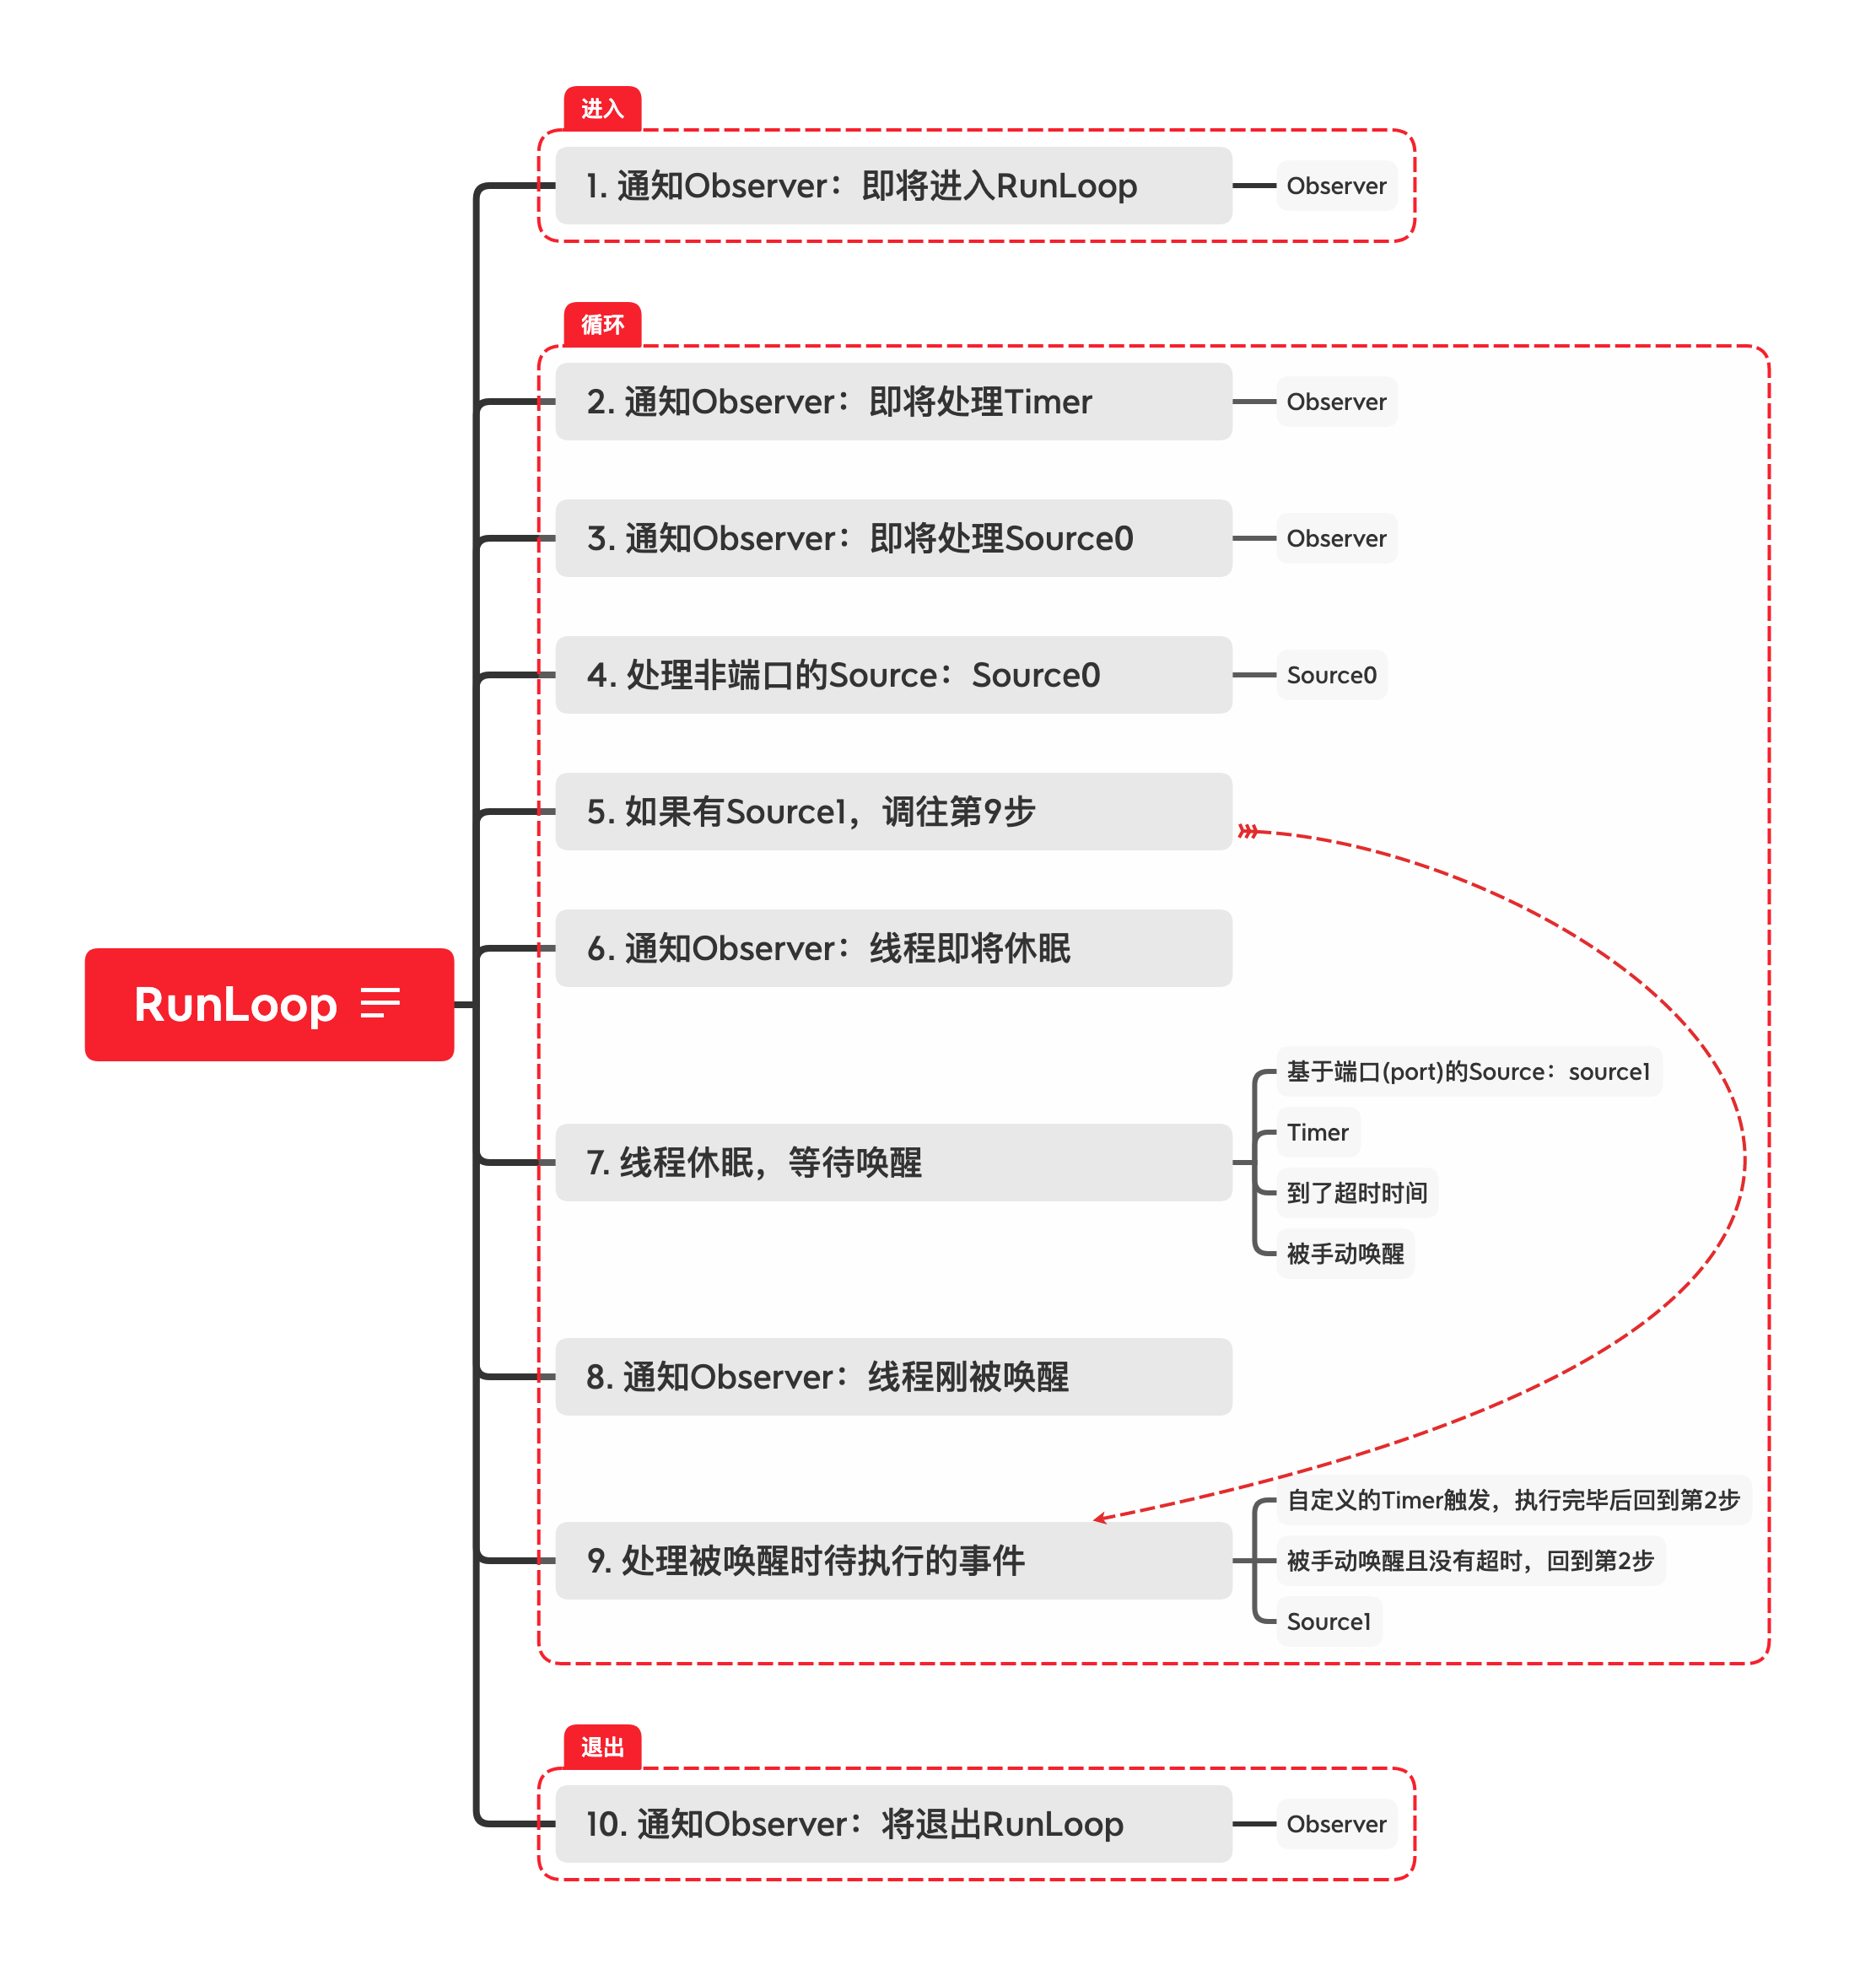 进入
1. 通知Observer：即将进入RunLoop
Observer
循环
2. 通知Observer：即将处理Timer
Observer
3. 通知Observer：即将处理Source0
Observer
4. 处理非端口的Source：Source0
Source0
5. 如果有Source1，调往第9步
6. 通知Observer：线程即将休眠
RunLoop
7. 线程休眠，等待唤醒
基于端口(port)的Source：source1
Timer
到了超时时间
被手动唤醒
8. 通知Observer：线程刚被唤醒
9. 处理被唤醒时待执行的事件
自定义的Timer触发，执行完毕后回到第2步
被手动唤醒且没有超时，回到第2步
Source1
退出
10. 通知Observer：将退出RunLoop
Observer